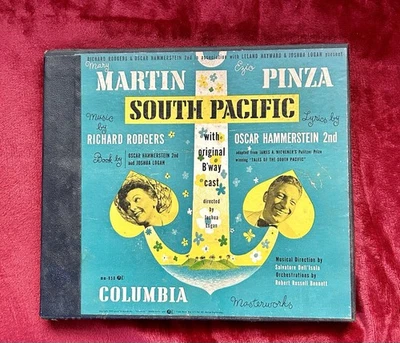 RICHARD RODGERS & OSCAR HAMMERSTEIN 2nd in association with LELAND HAYWARD & JOSHUA LOGAN present
Mary Ezio
MARTIN PINZA
SOUTH PACIFIC
Music by
RICHARD RODGERS
Lyrics by
OSCAR HAMMERSTEIN 2nd
Book by
OSCAR HAMMERSTEIN 2nd
and JOSHUA LOGAN
adapted from JAMES A. MICHENER'S Pulitzer Prize
winning "TALES OF THE SOUTH PACIFIC"
with
original
B'way
cast
directed
by
Joshua
Logan
Musical Direction by
Salvatore Dell'Isola
Orchestrations by
Robert Russell Bennett
COLUMBIA
Masterworks